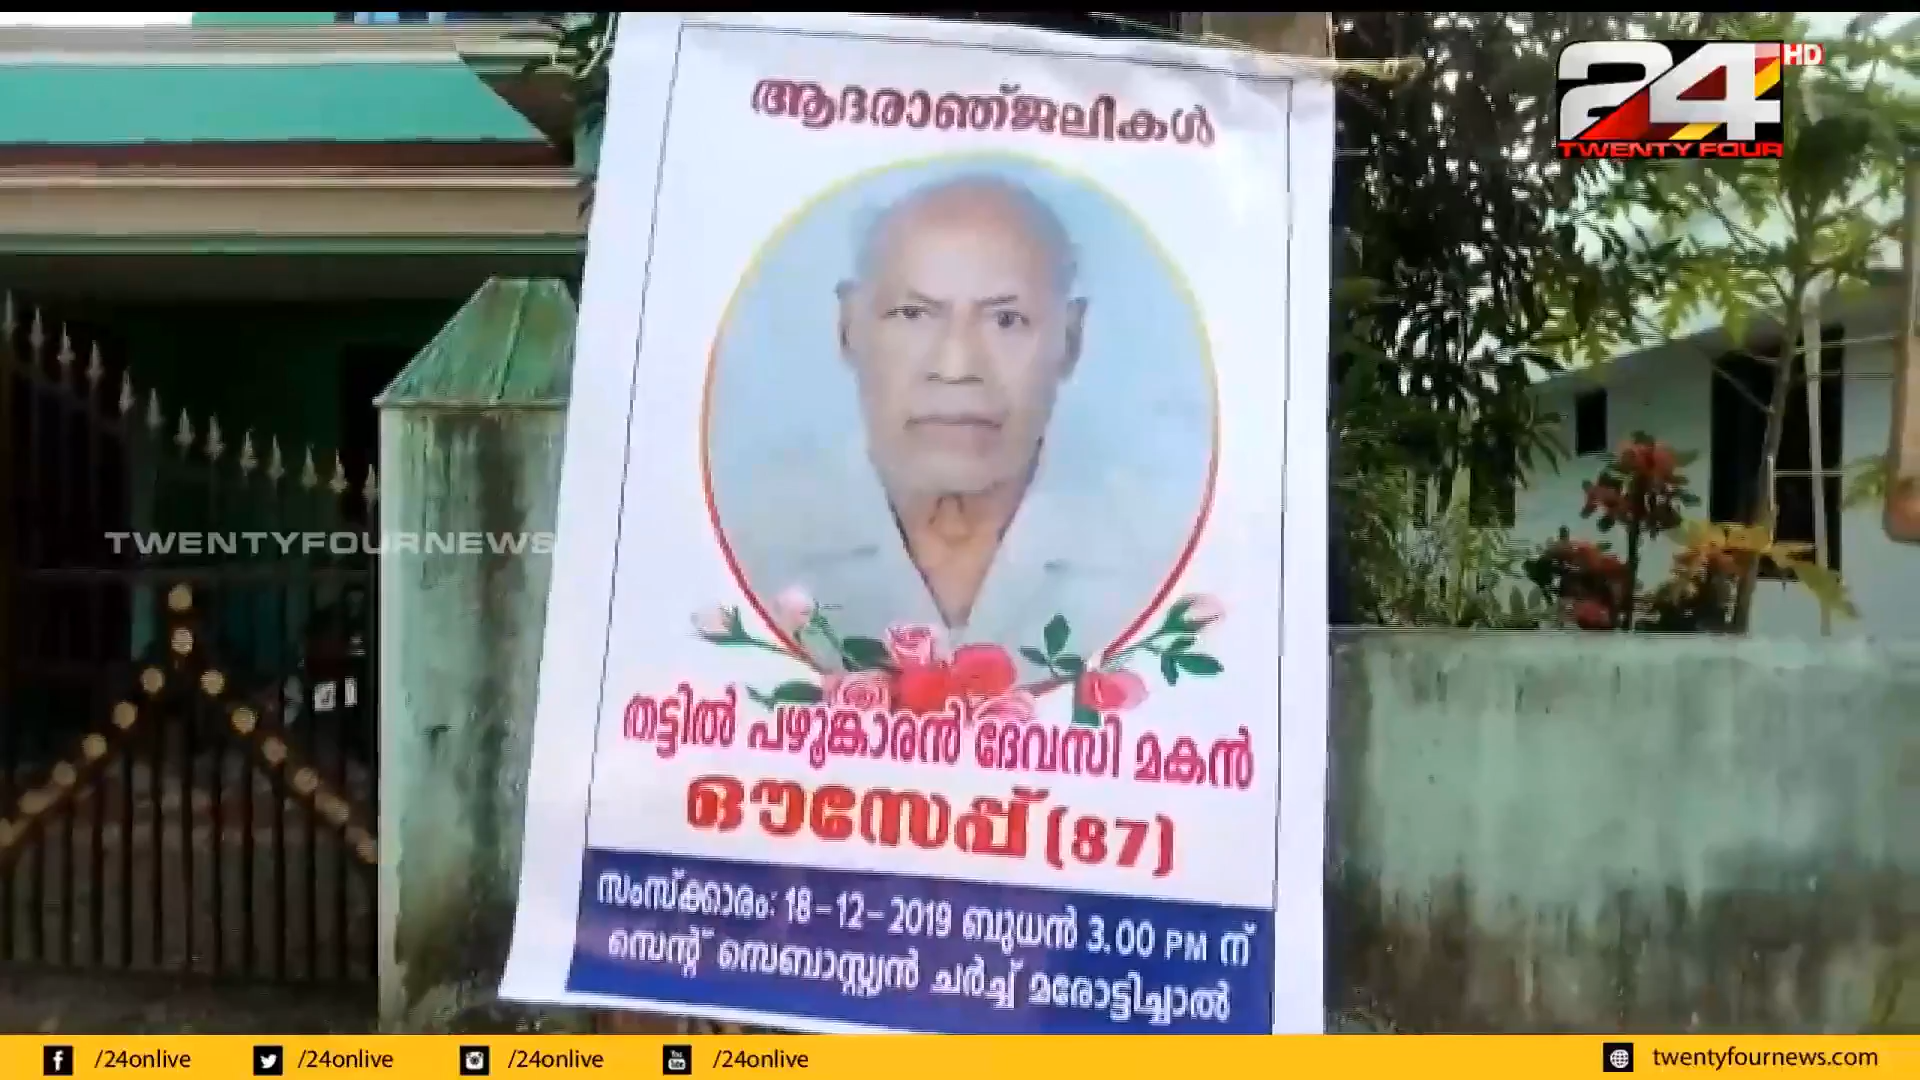 24 HD
TWENTY FOUR
ആദരാഞ്ജലികൾ
TWENTYFOURNEWS
തട്ടിൽ പഴൂങ്കാരൻ ദേവസി മകൻ
ഔസേപ്പ് (87)
സംസ്ക്കാരം: 18-12-2019 ബുധൻ 3.00 PM ന്
സെന്റ് സെബാസ്റ്റ്യൻ ചർച്ച് മരോട്ടിച്ചാൽ
/24onlive /24onlive /24onlive /24onlive twentyfournews.com